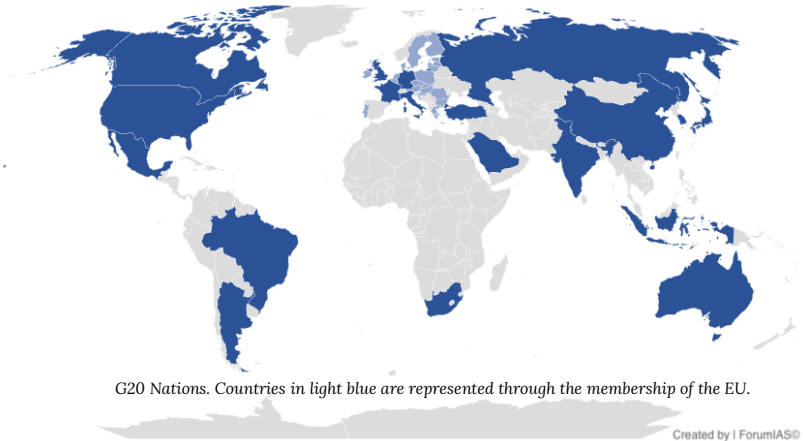 G20 Nations. Countries in light blue are represented through the membership of the EU.
Created by | ForumIAS©